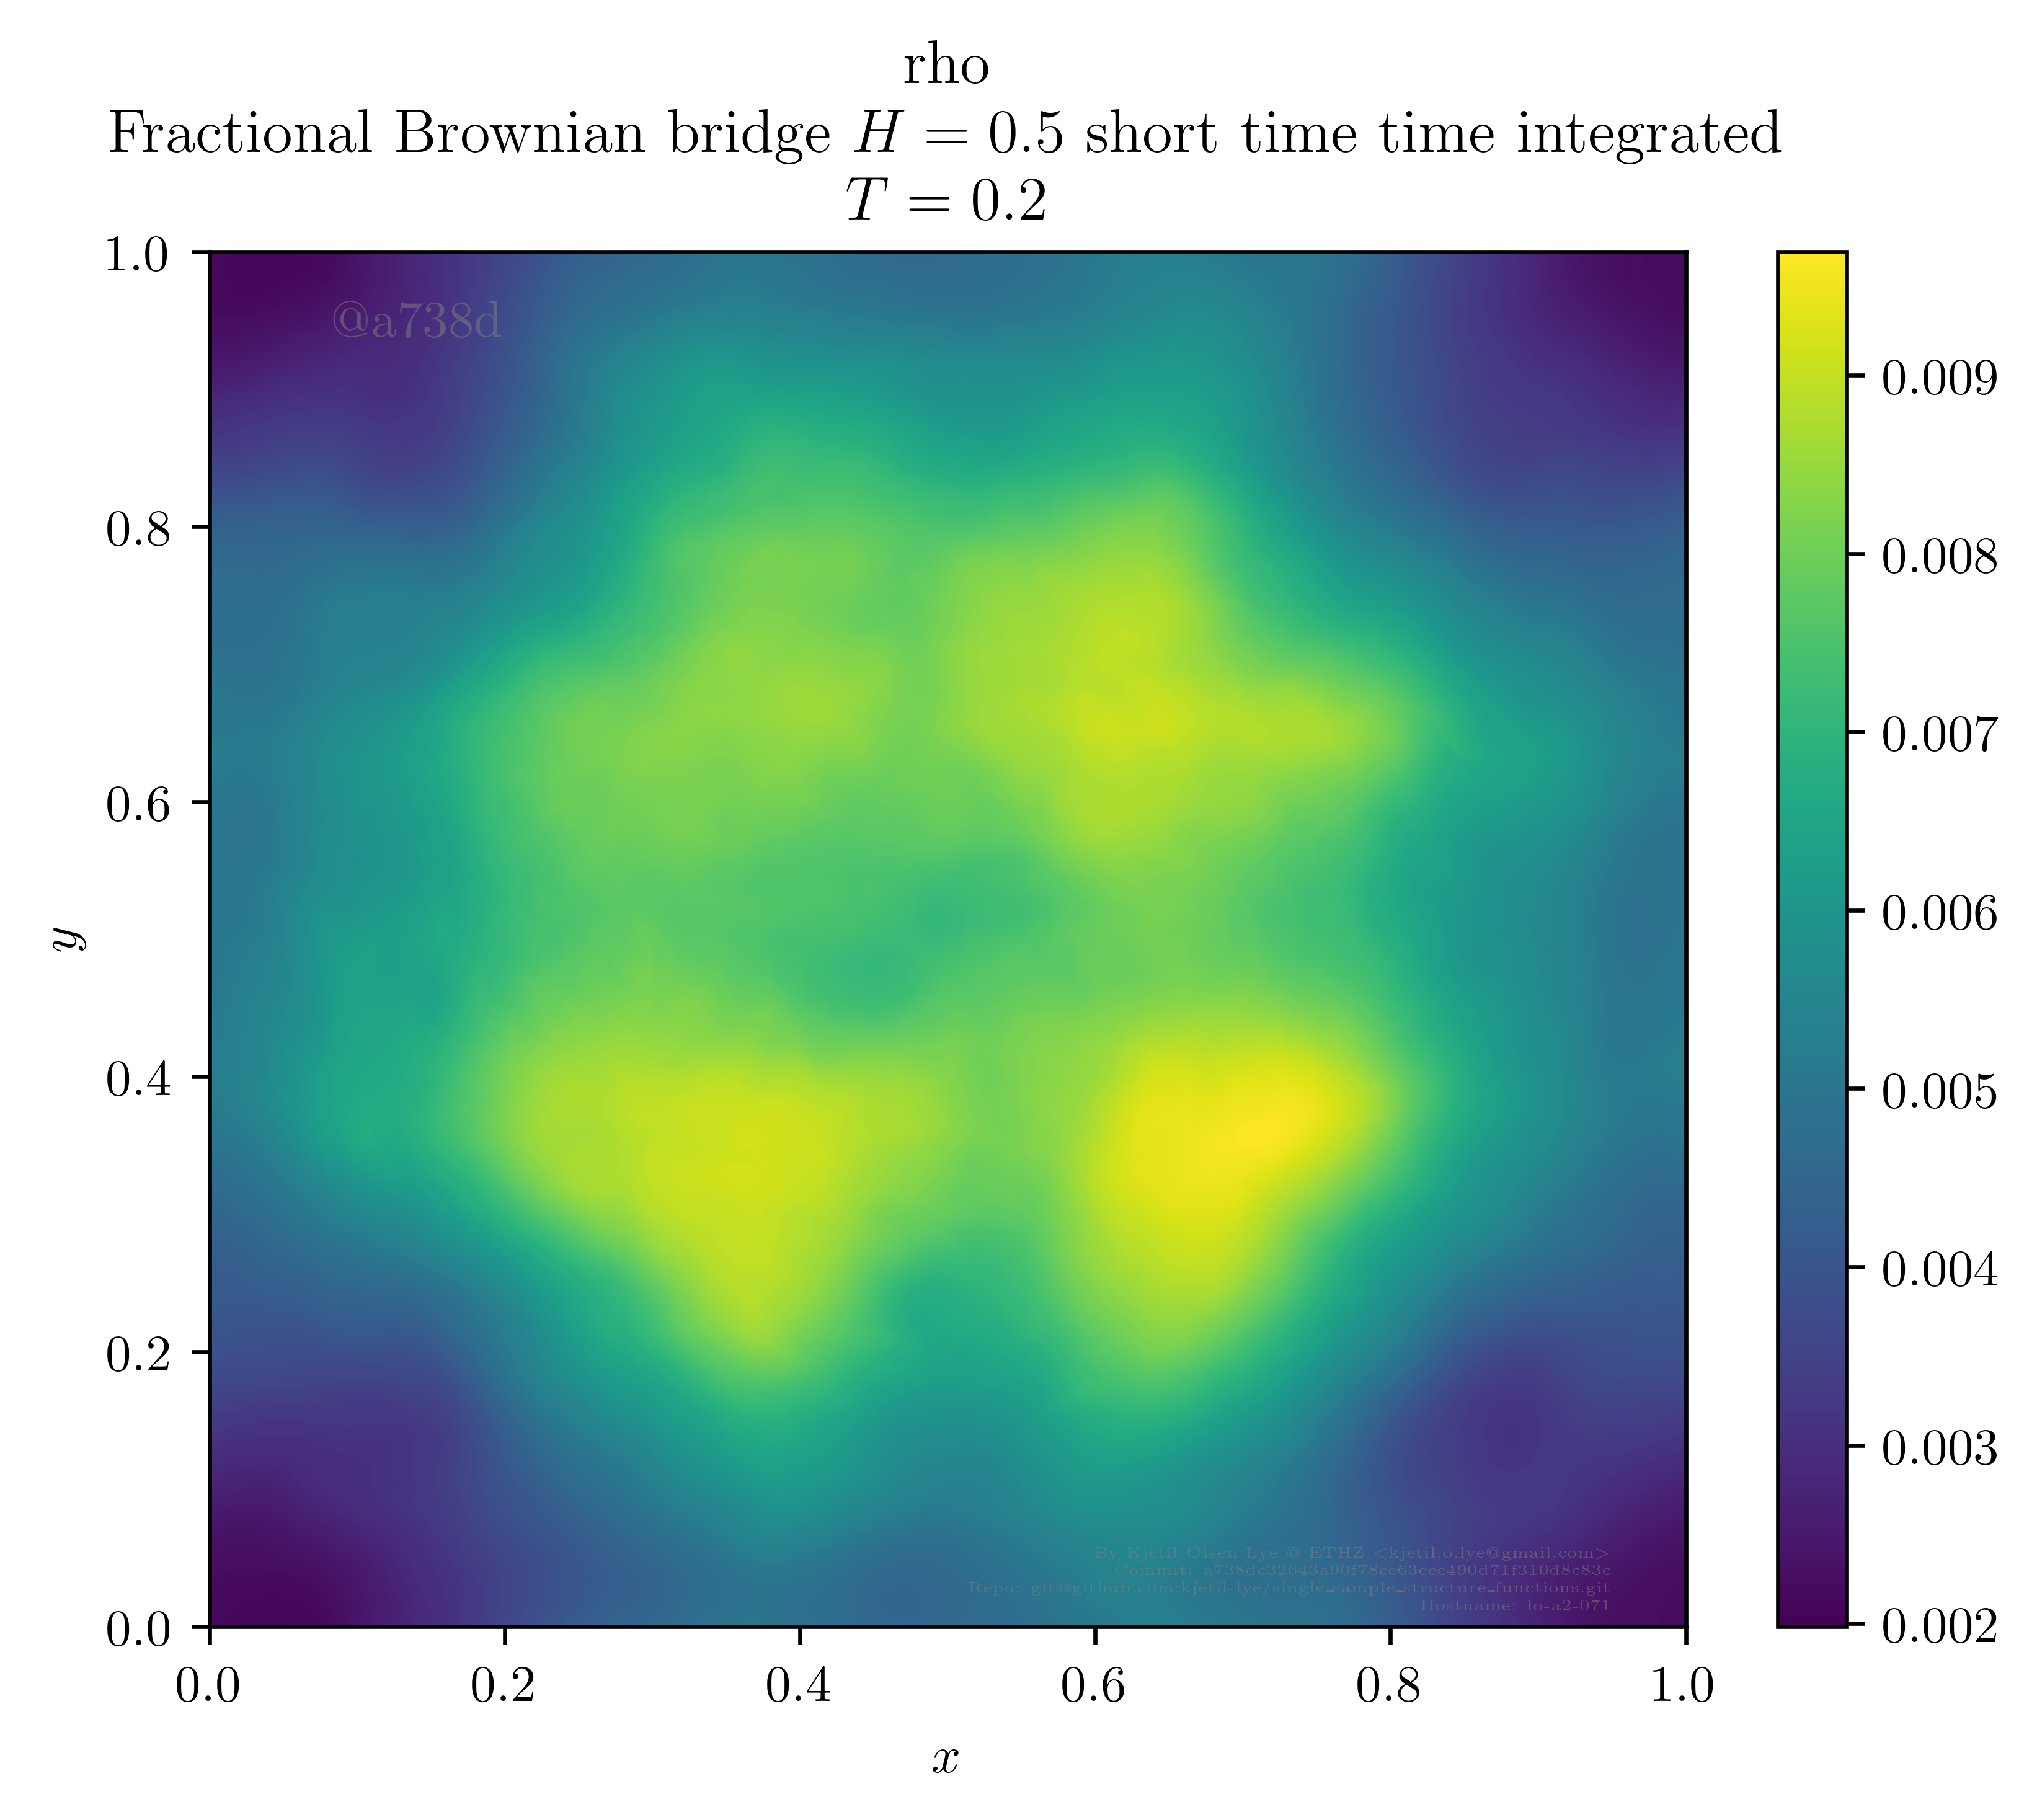 rho
Fractional Brownian bridge H = 0.5 short time time integrated
T = 0.2
1.0
@a738d
0.8
0.6
y
0.4
0.2
0.0
0.0 0.2 0.4 0.6 0.8 1.0
x
0.009
0.008
0.007
0.006
0.005
0.004
0.003
0.002
By Kjetil Olsen Lye @ ETHZ <kjetil.o.lye@gmail.com>
Commit: a738dc32643a90f78ce63eee490d71f310d8c83c
Repo: git@github.com:kjetil-lye/single_sample_structure_functions.git
Hostname: lo-a2-071